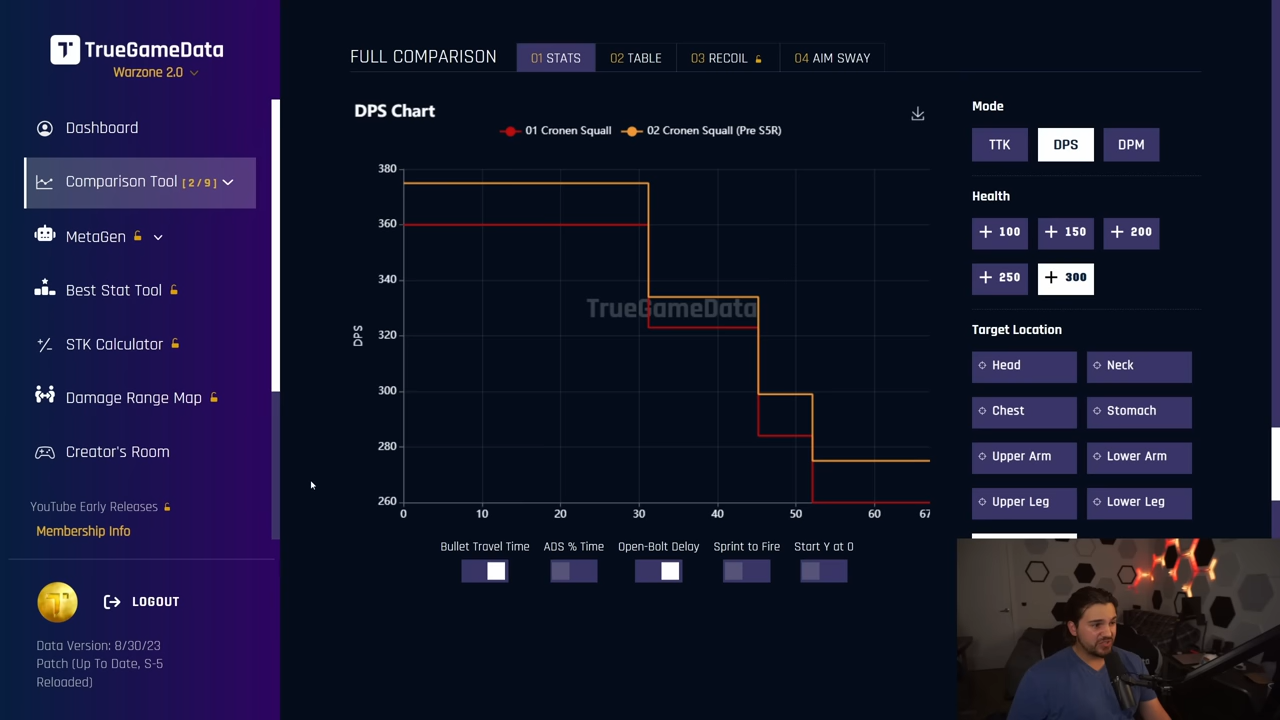 TrueGameData
Warzone 2.0
Dashboard
Comparison Tool [ 2 / 9 ]
MetaGen
Best Stat Tool
STK Calculator
Damage Range Map
Creator's Room
YouTube Early Releases
Membership Info
LOGOUT
Data Version: 8/30/23
Patch (Up To Date, S-5
Reloaded)
FULL COMPARISON
01 STATS
02 TABLE
03 RECOIL
04 AIM SWAY
DPS Chart
01 Cronen Squall
02 Cronen Squall (Pre S5R)
380
360
340
320
300
280
260
DPS
TrueGameData
0
10
20
30
40
50
60
67
Bullet Travel Time
ADS % Time
Open-Bolt Delay
Sprint to Fire
Start Y at 0
Mode
TTK
DPS
DPM
Health
+ 100
+ 150
+ 200
+ 250
+ 300
Target Location
Head
Neck
Chest
Stomach
Upper Arm
Lower Arm
Upper Leg
Lower Leg